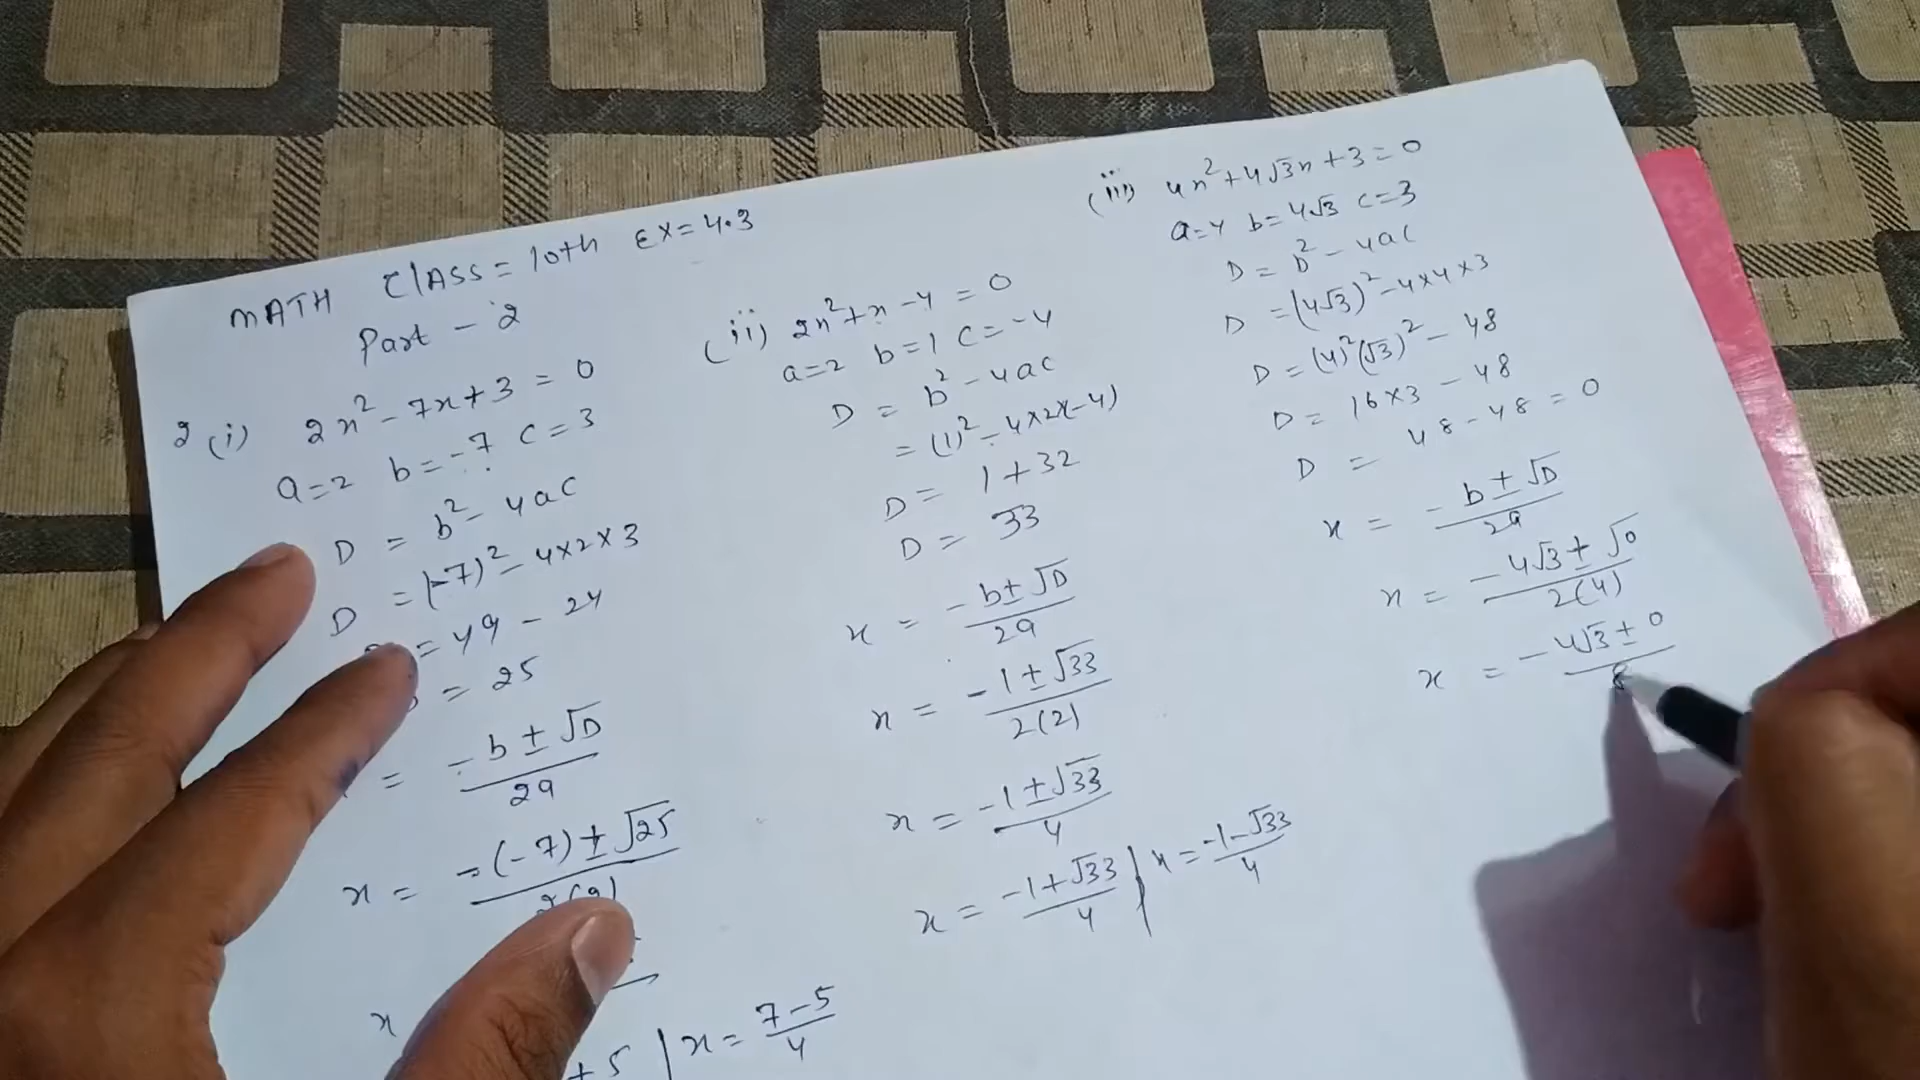 MATH CLASS = 10th EX = 4.3
Part - 2
2 (i) 2x² - 7x + 3 = 0
a=2 b = -7 c = 3
D = b² - 4ac
D = (-7)² - 4×2×3
= 49 - 24
= 25
= -b ± √D / 2a
x = -(-7) ± √25 / 2(2)
x
+ 5 | x = 7-5 / 4
(ii) 2x² + x - 4 = 0
a=2 b=1 c=-4
D = b² - 4ac
= (1)² - 4×2×(-4)
D = 1 + 32
D = 33
x = -b ± √D / 2a
x = -1 ± √33 / 2(2)
x = -1 ± √33 / 4
x = -1 + √33 / 4 | x = -1 - √33 / 4
(iii) 4x² + 4√3x + 3 = 0
a=4 b=4√3 c=3
D = b² - 4ac
D = (4√3)² - 4×4×3
D = (4)²(√3)² - 48
D = 16×3 - 48
D = 48 - 48 = 0
x = -b ± √D / 2a
x = -4√3 ± √0 / 2(4)
x = -4√3 ± 0 / 8